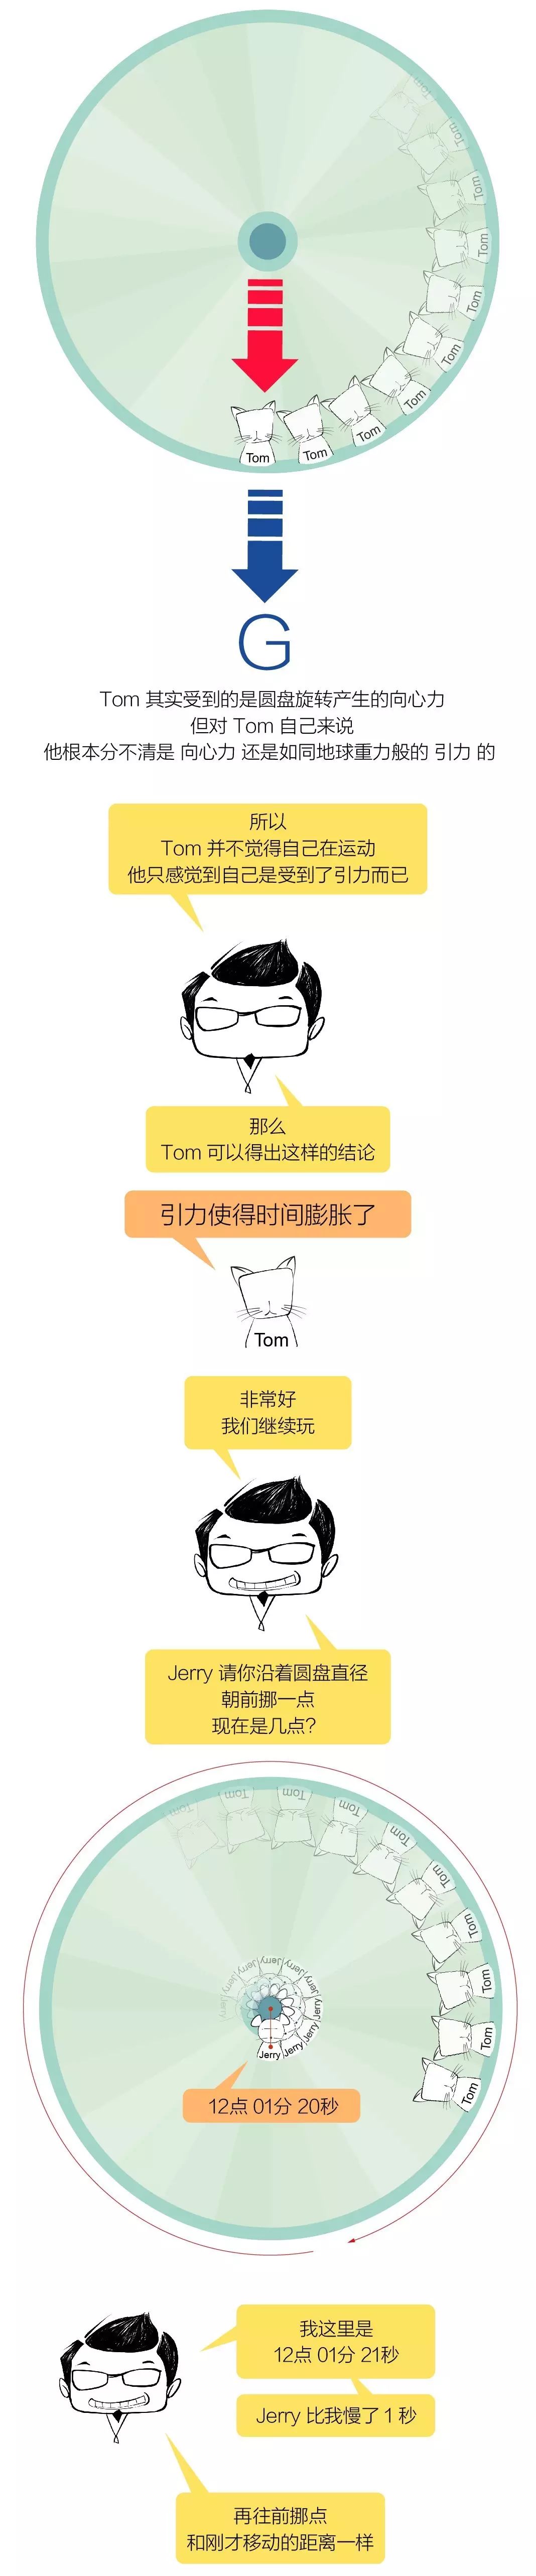 Tom
Tom
Tom
Tom
Tom
Tom
Tom
Tom
Tom
Tom
G
Tom 其实受到的是圆盘旋转产生的向心力
但对 Tom 自己来说
他根本分不清是 向心力 还是如同地球重力般的 引力 的
所以
Tom 并不觉得自己在运动
他只感觉到自己是受到了引力而已
那么
Tom 可以得出这样的结论
引力使得时间膨胀了
Tom
非常好
我们继续玩
Jerry 请你沿着圆盘直径
朝前挪一点
现在是几点?
Tom
Tom
Tom
Tom
Tom
Tom
Tom
Tom
Tom
Tom
Jerry
Jerry
Jerry
Jerry
Jerry
Jerry
Jerry
Jerry
Jerry
12点 01分 20秒
我这里是
12点 01分 21秒
Jerry 比我慢了 1 秒
再往前挪点
和刚才移动的距离一样